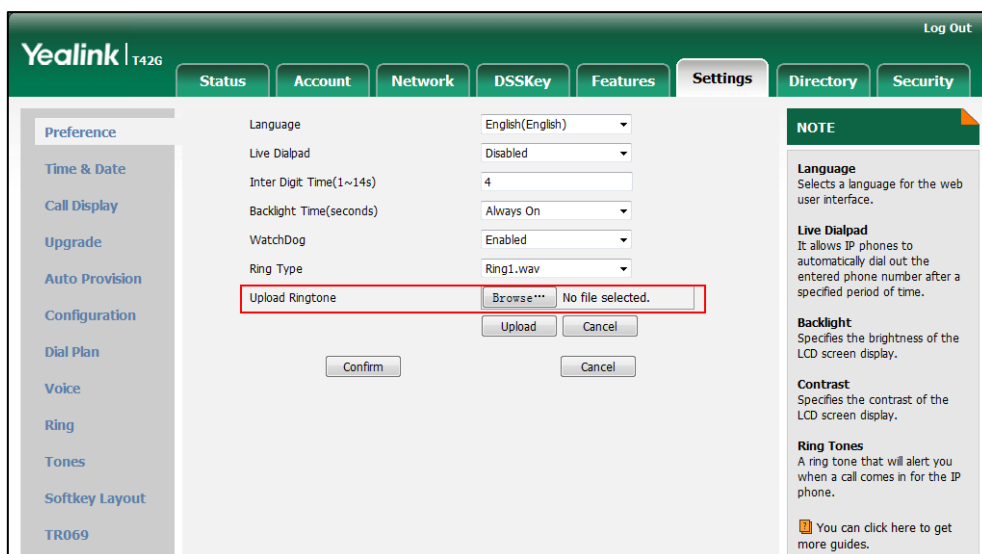 Log Out
Yealink T42G
Status Account Network DSSKey Features Settings Directory Security
Preference
Time & Date
Call Display
Upgrade
Auto Provision
Configuration
Dial Plan
Voice
Ring
Tones
Softkey Layout
TR069
Language English(English)
Live Dialpad Disabled
Inter Digit Time(1~14s) 4
Backlight Time(seconds) Always On
WatchDog Enabled
Ring Type Ring1.wav
Upload Ringtone Browse… No file selected.
Upload Cancel
Confirm Cancel
NOTE
Language
Selects a language for the web
user interface.
Live Dialpad
It allows IP phones to
automatically dial out the
entered phone number after a
specified period of time.
Backlight
Specifies the brightness of the
LCD screen display.
Contrast
Specifies the contrast of the
LCD screen display.
Ring Tones
A ring tone that will alert you
when a call comes in for the IP
phone.
You can click here to get
more guides.